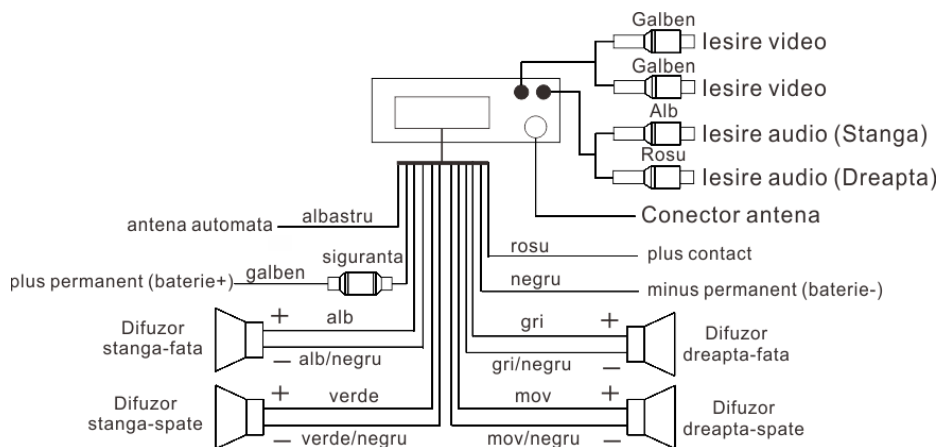 Galben
Iesire video
Galben
Iesire video
Alb
Iesire audio (Stanga)
Rosu
Iesire audio (Dreapta)
Conector antena
antena automata
albastru
rosu
plus contact
siguranta
plus permanent (baterie+)
galben
negru
minus permanent (baterie-)
Difuzor
stanga-fata
+
alb
–
alb/negru
gri
+
gri/negru
–
Difuzor
dreapta-fata
Difuzor
stanga-spate
+
verde
–
verde/negru
mov
+
mov/negru
–
Difuzor
dreapta-spate